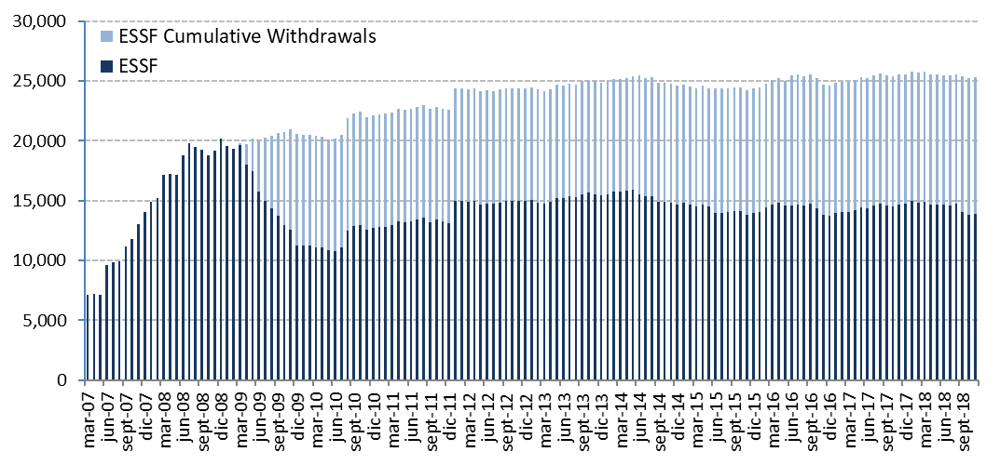 30,000
25,000
20,000
15,000
10,000
5,000
0
ESSF Cumulative Withdrawals
ESSF
mar-07
jun-07
sept-07
dic-07
mar-08
jun-08
sept-08
dic-08
mar-09
jun-09
sept-09
dic-09
mar-10
jun-10
sept-10
dic-10
mar-11
jun-11
sept-11
dic-11
mar-12
jun-12
sept-12
dic-12
mar-13
jun-13
sept-13
dic-13
mar-14
jun-14
sept-14
dic-14
mar-15
jun-15
sept-15
dic-15
mar-16
jun-16
sept-16
dic-16
mar-17
jun-17
sept-17
dic-17
mar-18
jun-18
sept-18